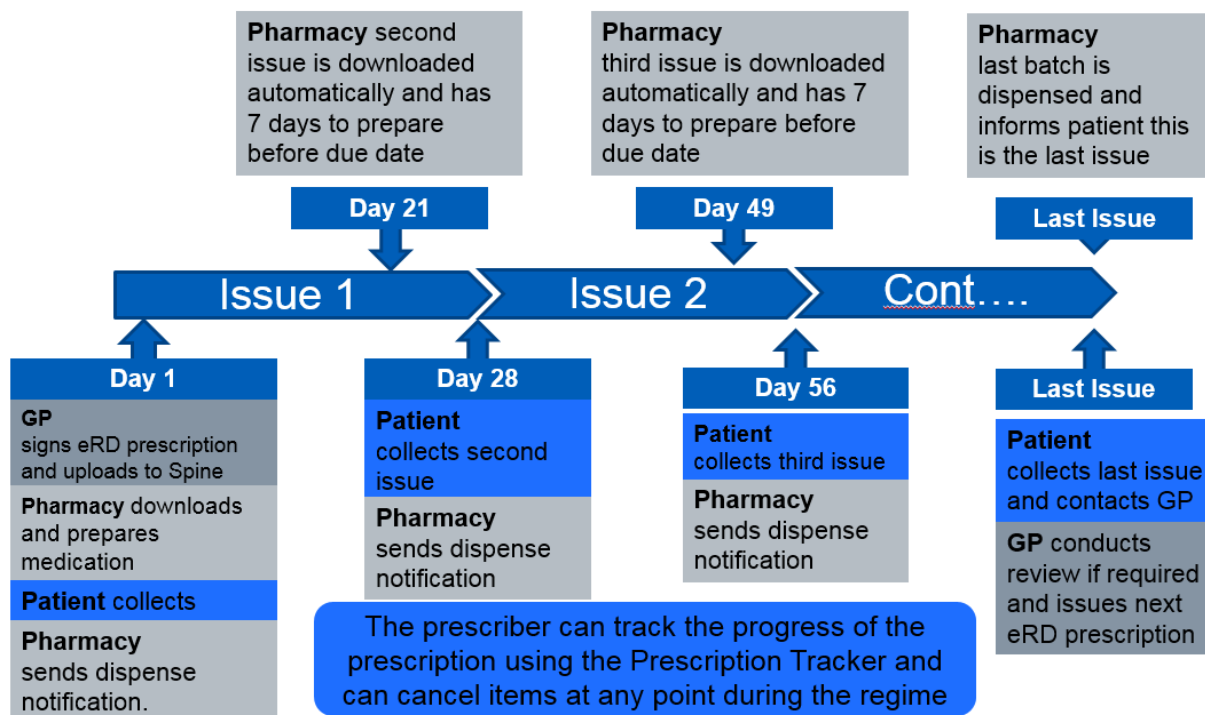 Pharmacy second
issue is downloaded
automatically and has
7 days to prepare
before due date
Pharmacy
third issue is downloaded
automatically and has 7
days to prepare before
due date
Pharmacy
last batch is
dispensed and
informs patient this
is the last issue
Day 21
Day 49
Last Issue
Issue 1
Issue 2
Cont....
Day 1
GP
signs eRD prescription
and uploads to Spine
Pharmacy downloads
and prepares
medication
Patient collects
Pharmacy
sends dispense
notification.
Day 28
Patient
collects second
issue
Pharmacy
sends dispense
notification
Day 56
Patient
collects third issue
Pharmacy
sends dispense
notification
Last Issue
Patient
collects last issue
and contacts GP
GP conducts
review if required
and issues next
eRD prescription
The prescriber can track the progress of the
prescription using the Prescription Tracker and
can cancel items at any point during the regime